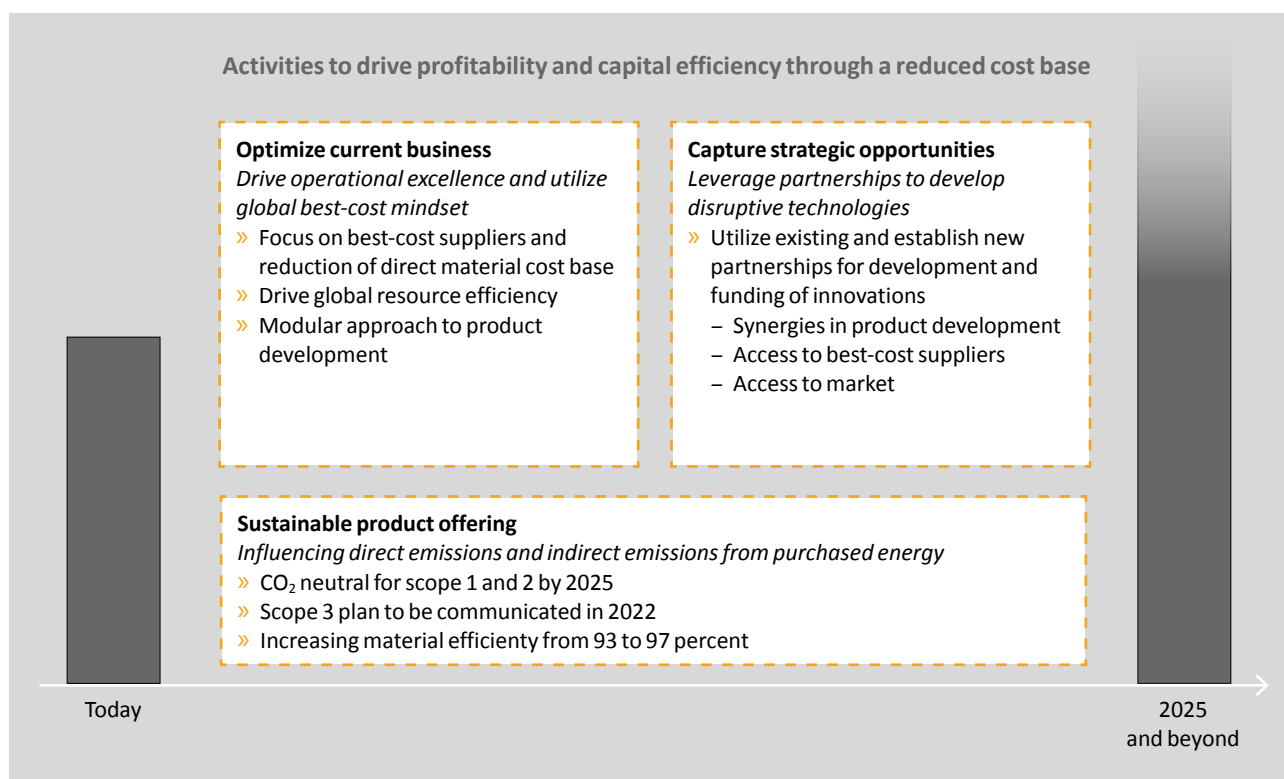 Activities to drive profitability and capital efficiency through a reduced cost base
Optimize current business
Drive operational excellence and utilize
global best-cost mindset
» Focus on best-cost suppliers and
reduction of direct material cost base
» Drive global resource efficiency
» Modular approach to product
development
Capture strategic opportunities
Leverage partnerships to develop
disruptive technologies
» Utilize existing and establish new
partnerships for development and
funding of innovations
– Synergies in product development
– Access to best-cost suppliers
– Access to market
Sustainable product offering
Influencing direct emissions and indirect emissions from purchased energy
» CO₂ neutral for scope 1 and 2 by 2025
» Scope 3 plan to be communicated in 2022
» Increasing material efficienty from 93 to 97 percent
Today
2025
and beyond